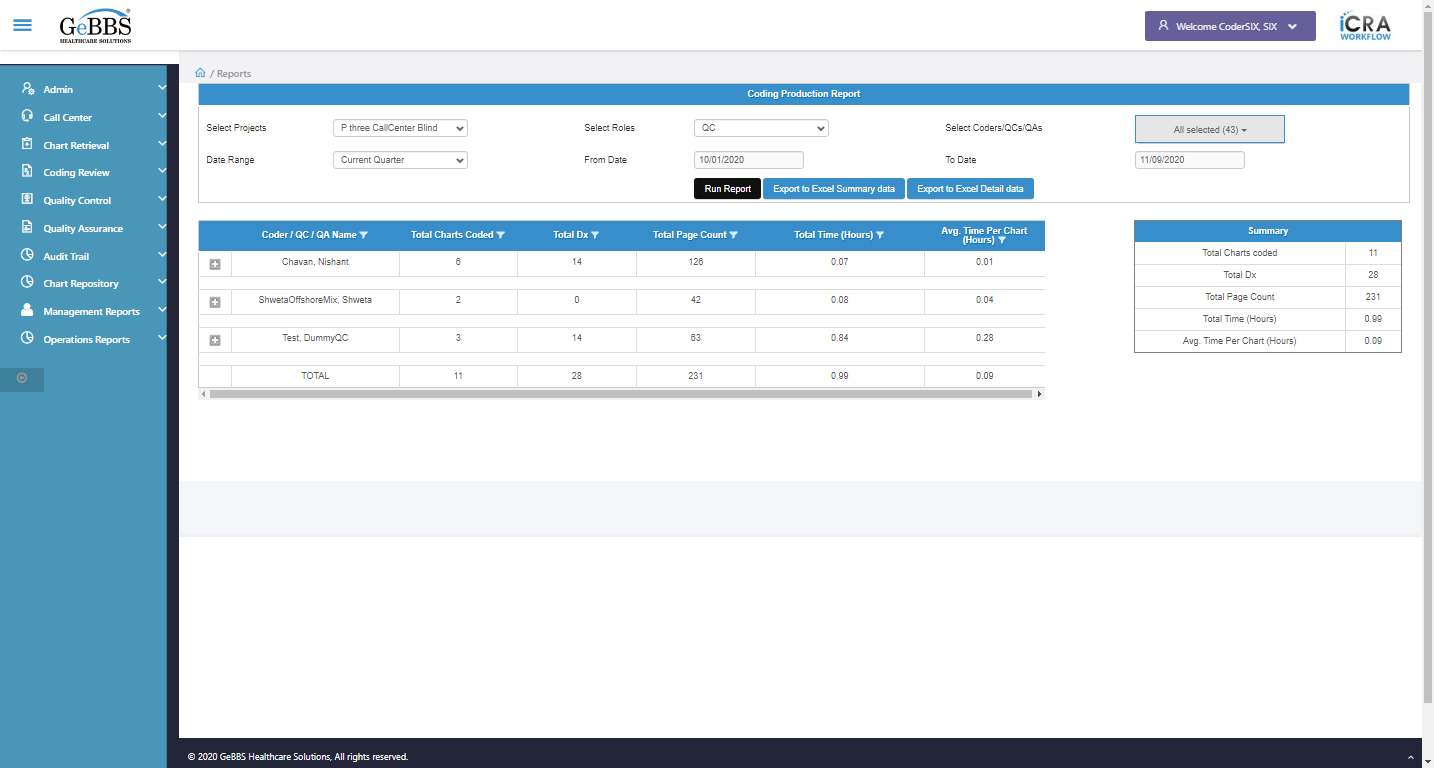 GeBBS
HEALTHCARE SOLUTIONS
Welcome CoderSIX, SIX
iCRA
WORKFLOW
Admin
Call Center
Chart Retrieval
Coding Review
Quality Control
Quality Assurance
Audit Trail
Chart Repository
Management Reports
Operations Reports
/ Reports
Coding Production Report
Select Projects P three CallCenter Blind Select Roles QC Select Coders/QCs/QAs All selected (43)
Date Range Current Quarter From Date 10/01/2020 To Date 11/09/2020
Run Report Export to Excel Summary data Export to Excel Detail data
Coder / QC / QA Name Total Charts Coded Total Dx Total Page Count Total Time (Hours) Avg. Time Per Chart (Hours)
Chavan, Nishant 6 14 126 0.07 0.01
ShwetaOffshoreMix, Shweta 2 0 42 0.08 0.04
Test, DummyQC 3 14 63 0.84 0.28
TOTAL 11 28 231 0.99 0.09
Summary
Total Charts coded 11
Total Dx 28
Total Page Count 231
Total Time (Hours) 0.99
Avg. Time Per Chart (Hours) 0.09
© 2020 GeBBS Healthcare Solutions, All rights reserved.